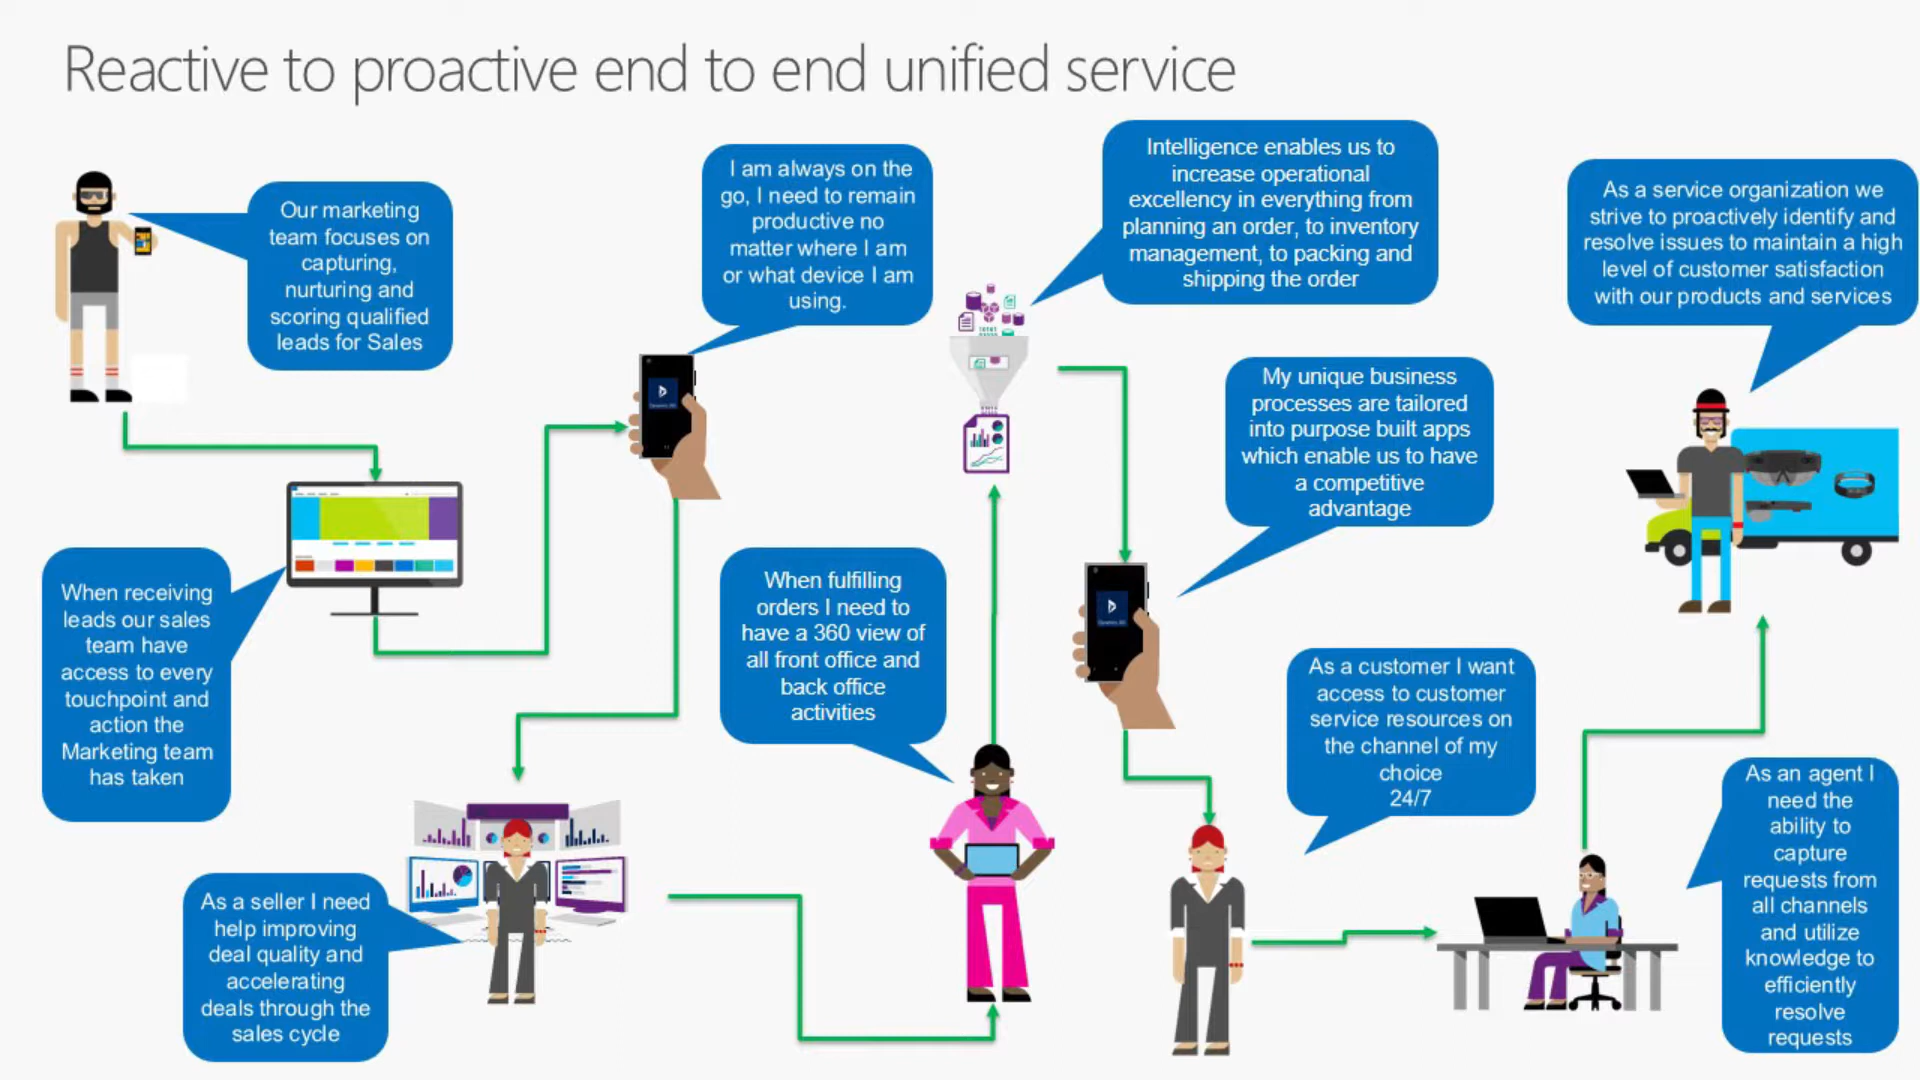 Reactive to proactive end to end unified service
Our marketing
team focuses on
capturing,
nurturing and
scoring qualified
leads for Sales
When receiving
leads our sales
team have
access to every
touchpoint and
action the
Marketing team
has taken
I am always on the
go, I need to remain
productive no
matter where I am
or what device I am
using.
As a seller I need
help improving
deal quality and
accelerating
deals through the
sales cycle
When fulfilling
orders I need to
have a 360 view of
all front office and
back office
activities
Intelligence enables us to
increase operational
excellency in everything from
planning an order, to inventory
management, to packing and
shipping the order
My unique business
processes are tailored
into purpose built apps
which enable us to have
a competitive
advantage
As a customer I want
access to customer
service resources on
the channel of my
choice
24/7
As an agent I
need the
ability to
capture
requests from
all channels
and utilize
knowledge to
efficiently
resolve
requests
As a service organization we
strive to proactively identify and
resolve issues to maintain a high
level of customer satisfaction
with our products and services